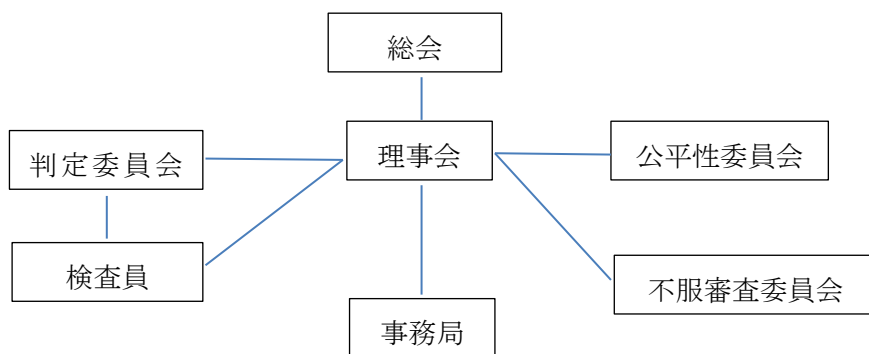 総会
判定委員会
理事会
公平性委員会
検査員
不服審査委員会
事務局